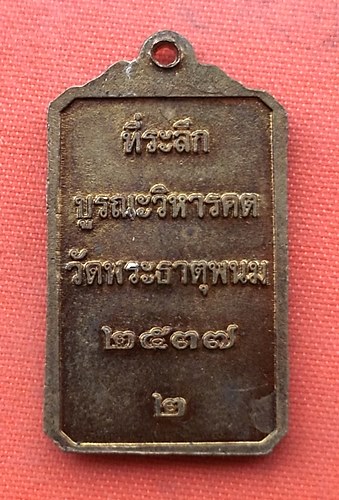 ที่ระลึก
บูรณะวิหารคต
วัดพระธาตุพนม
๒๕๓๗
๒